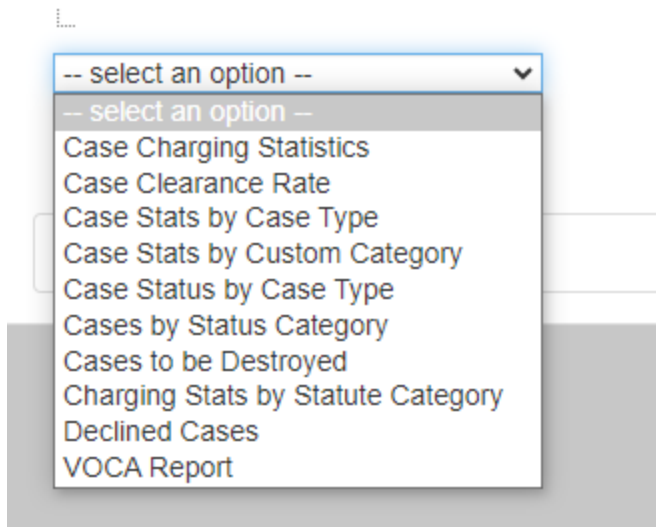 -- select an option --
-- select an option --
Case Charging Statistics
Case Clearance Rate
Case Stats by Case Type
Case Stats by Custom Category
Case Status by Case Type
Cases by Status Category
Cases to be Destroyed
Charging Stats by Statute Category
Declined Cases
VOCA Report